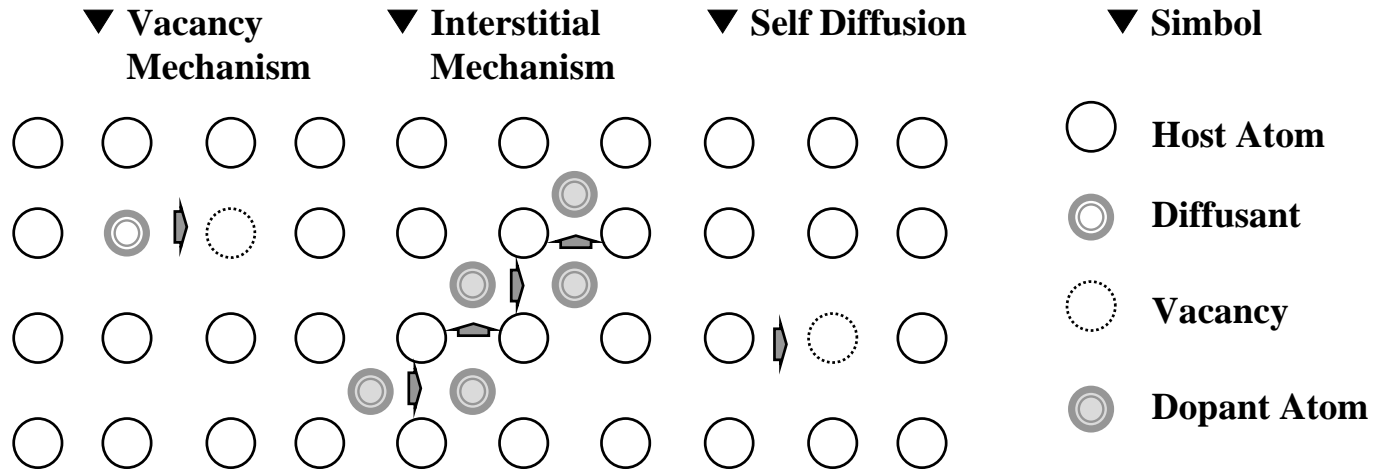 ▼ Vacancy
Mechanism
▼ Interstitial
Mechanism
▼ Self Diffusion
▼ Simbol
Host Atom
Diffusant
Vacancy
Dopant Atom